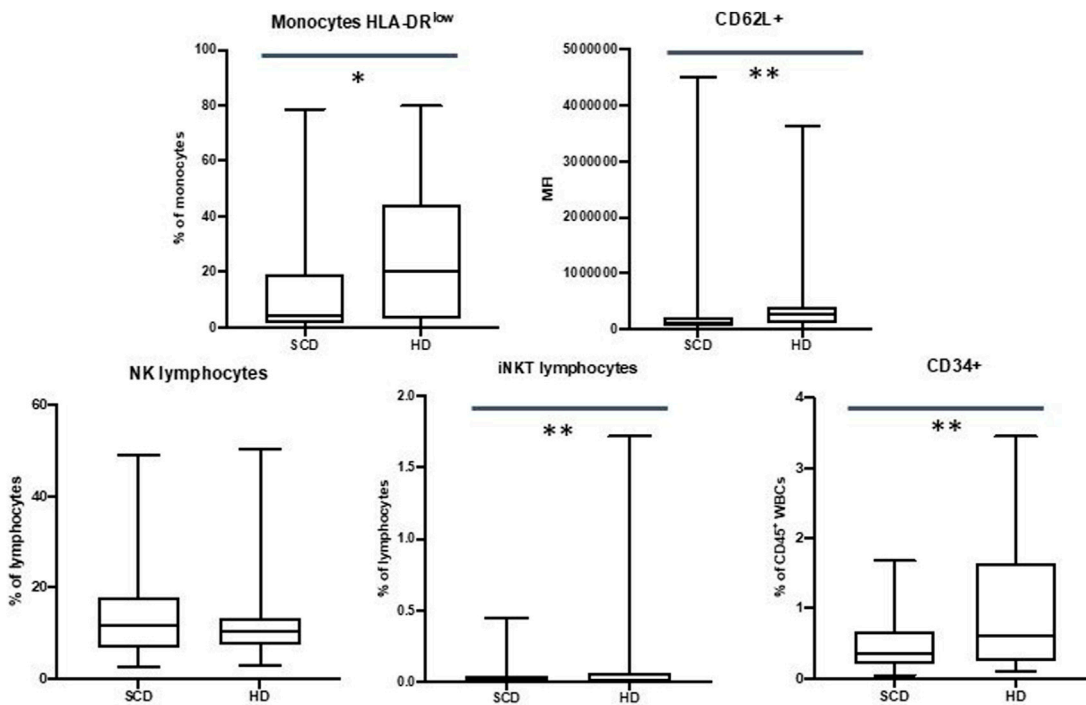 Monocytes HLA-DRlow
100
80
60
40
20
0
% of monocytes
*
SCD HD
CD62L+
5000000
4000000
3000000
2000000
1000000
0
MFI
**
SCD HD
NK lymphocytes
60
40
20
0
% of lymphocytes
SCD HD
iNKT lymphocytes
2.0
1.5
1.0
0.5
0.0
% of lymphocytes
**
SCD HD
CD34+
4
3
2
1
0
% of CD45+ WBCs
**
SCD HD